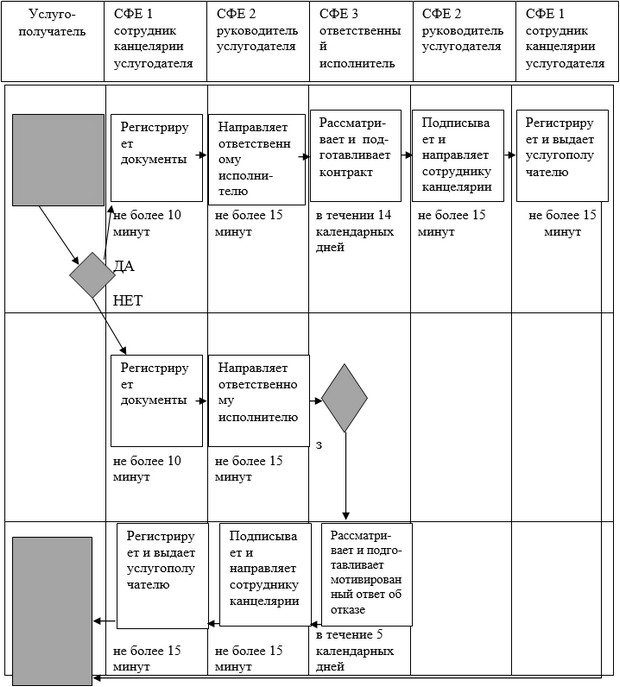 Услуго-
получатель
СФЕ 1
сотрудник
канцелярии
услугодателя
СФЕ 2
руководитель
услугодателя
СФЕ 3
ответственны
й
исполнитель
СФЕ 2
руководитель
услугодателя
СФЕ 1
сотрудник
канцелярии
услугодателя
Регистриру
ет
документы
Направляет
ответственн
ому
исполни-
телю
Рассматри-
вает и под-
готавливает
контракт
Подписыва
ет и
направляет
сотруднику
канцелярии
Регистриру
ет и выдает
услугополу
чателю
не более 10
минут
не более 15
минут
в течении 14
календарных
дней
не более 15
минут
не более 15
минут
ДА
НЕТ
Регистриру
ет
документы
Направляет
ответственно
му
исполнителю
не более 10
минут
не более 15
минут
з
Регистриру
ет и выдает
услугополу
чателю
Подписыва
ет и
направляет
сотруднику
канцелярии
Рассматри-
вает и подго-
тавливает
мотивирован
ный ответ об
отказе
не более 15
минут
не более 15
минут
в течение 5
календарных
дней